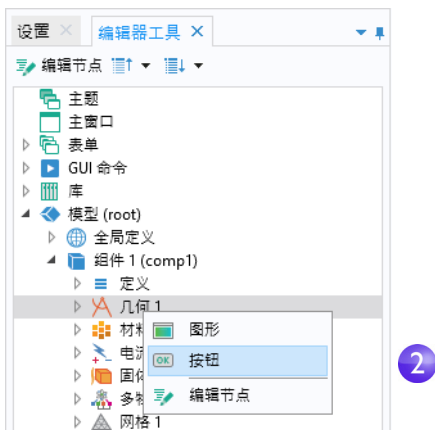 设置 编辑器工具
编辑节点
主题
主窗口
表单
GUI 命令
库
模型 (root)
全局定义
组件 1 (comp1)
定义
几何 1
图形
OK 按钮
编辑节点
网格 1
2